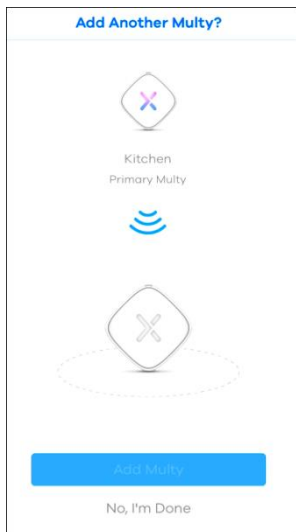 Add Another Multy?
Kitchen
Primary Multy
Add Multy
No, I'm Done